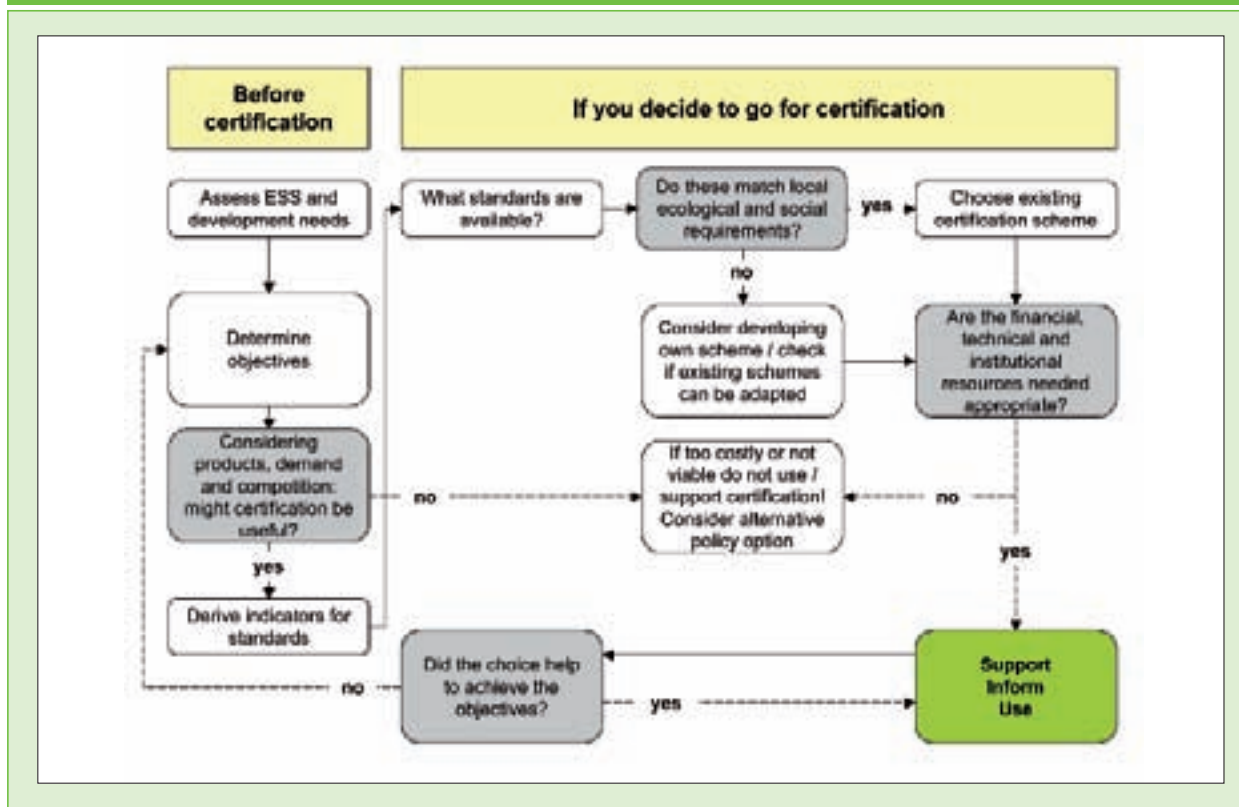 Before
certification
If you decide to go for certification
Assess ESS and
development needs
What standards are
available?
Do these match local
ecological and social
requirements?
yes
Choose existing
certification scheme
no
Determine
objectives
Consider developing
own scheme / check
if existing schemes
can be adapted
Are the financial,
technical and
institutional
resources needed
appropriate?
Considering
products, demand
and compctition:
might certification be
useful?
no
If too costly or not
viable do not use /
support certification!
Consider alternative
policy option
no
yes
yes
Derive indicators for
standards
Did the choice help
to achieve the
objectives?
Support
Inform
Use
no
yes